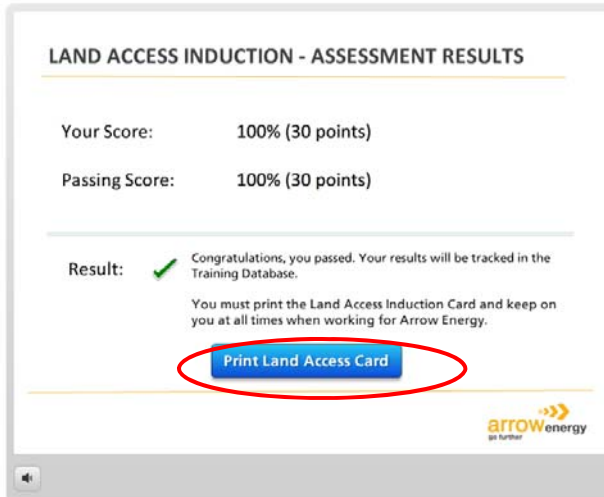 LAND ACCESS INDUCTION - ASSESSMENT RESULTS
Your Score: 100% (30 points)
Passing Score: 100% (30 points)
Result: Congratulations, you passed. Your results will be tracked in the
Training Database.
You must print the Land Access Induction Card and keep on
you at all times when working for Arrow Energy.
Print Land Access Card
arrowenergy
go further